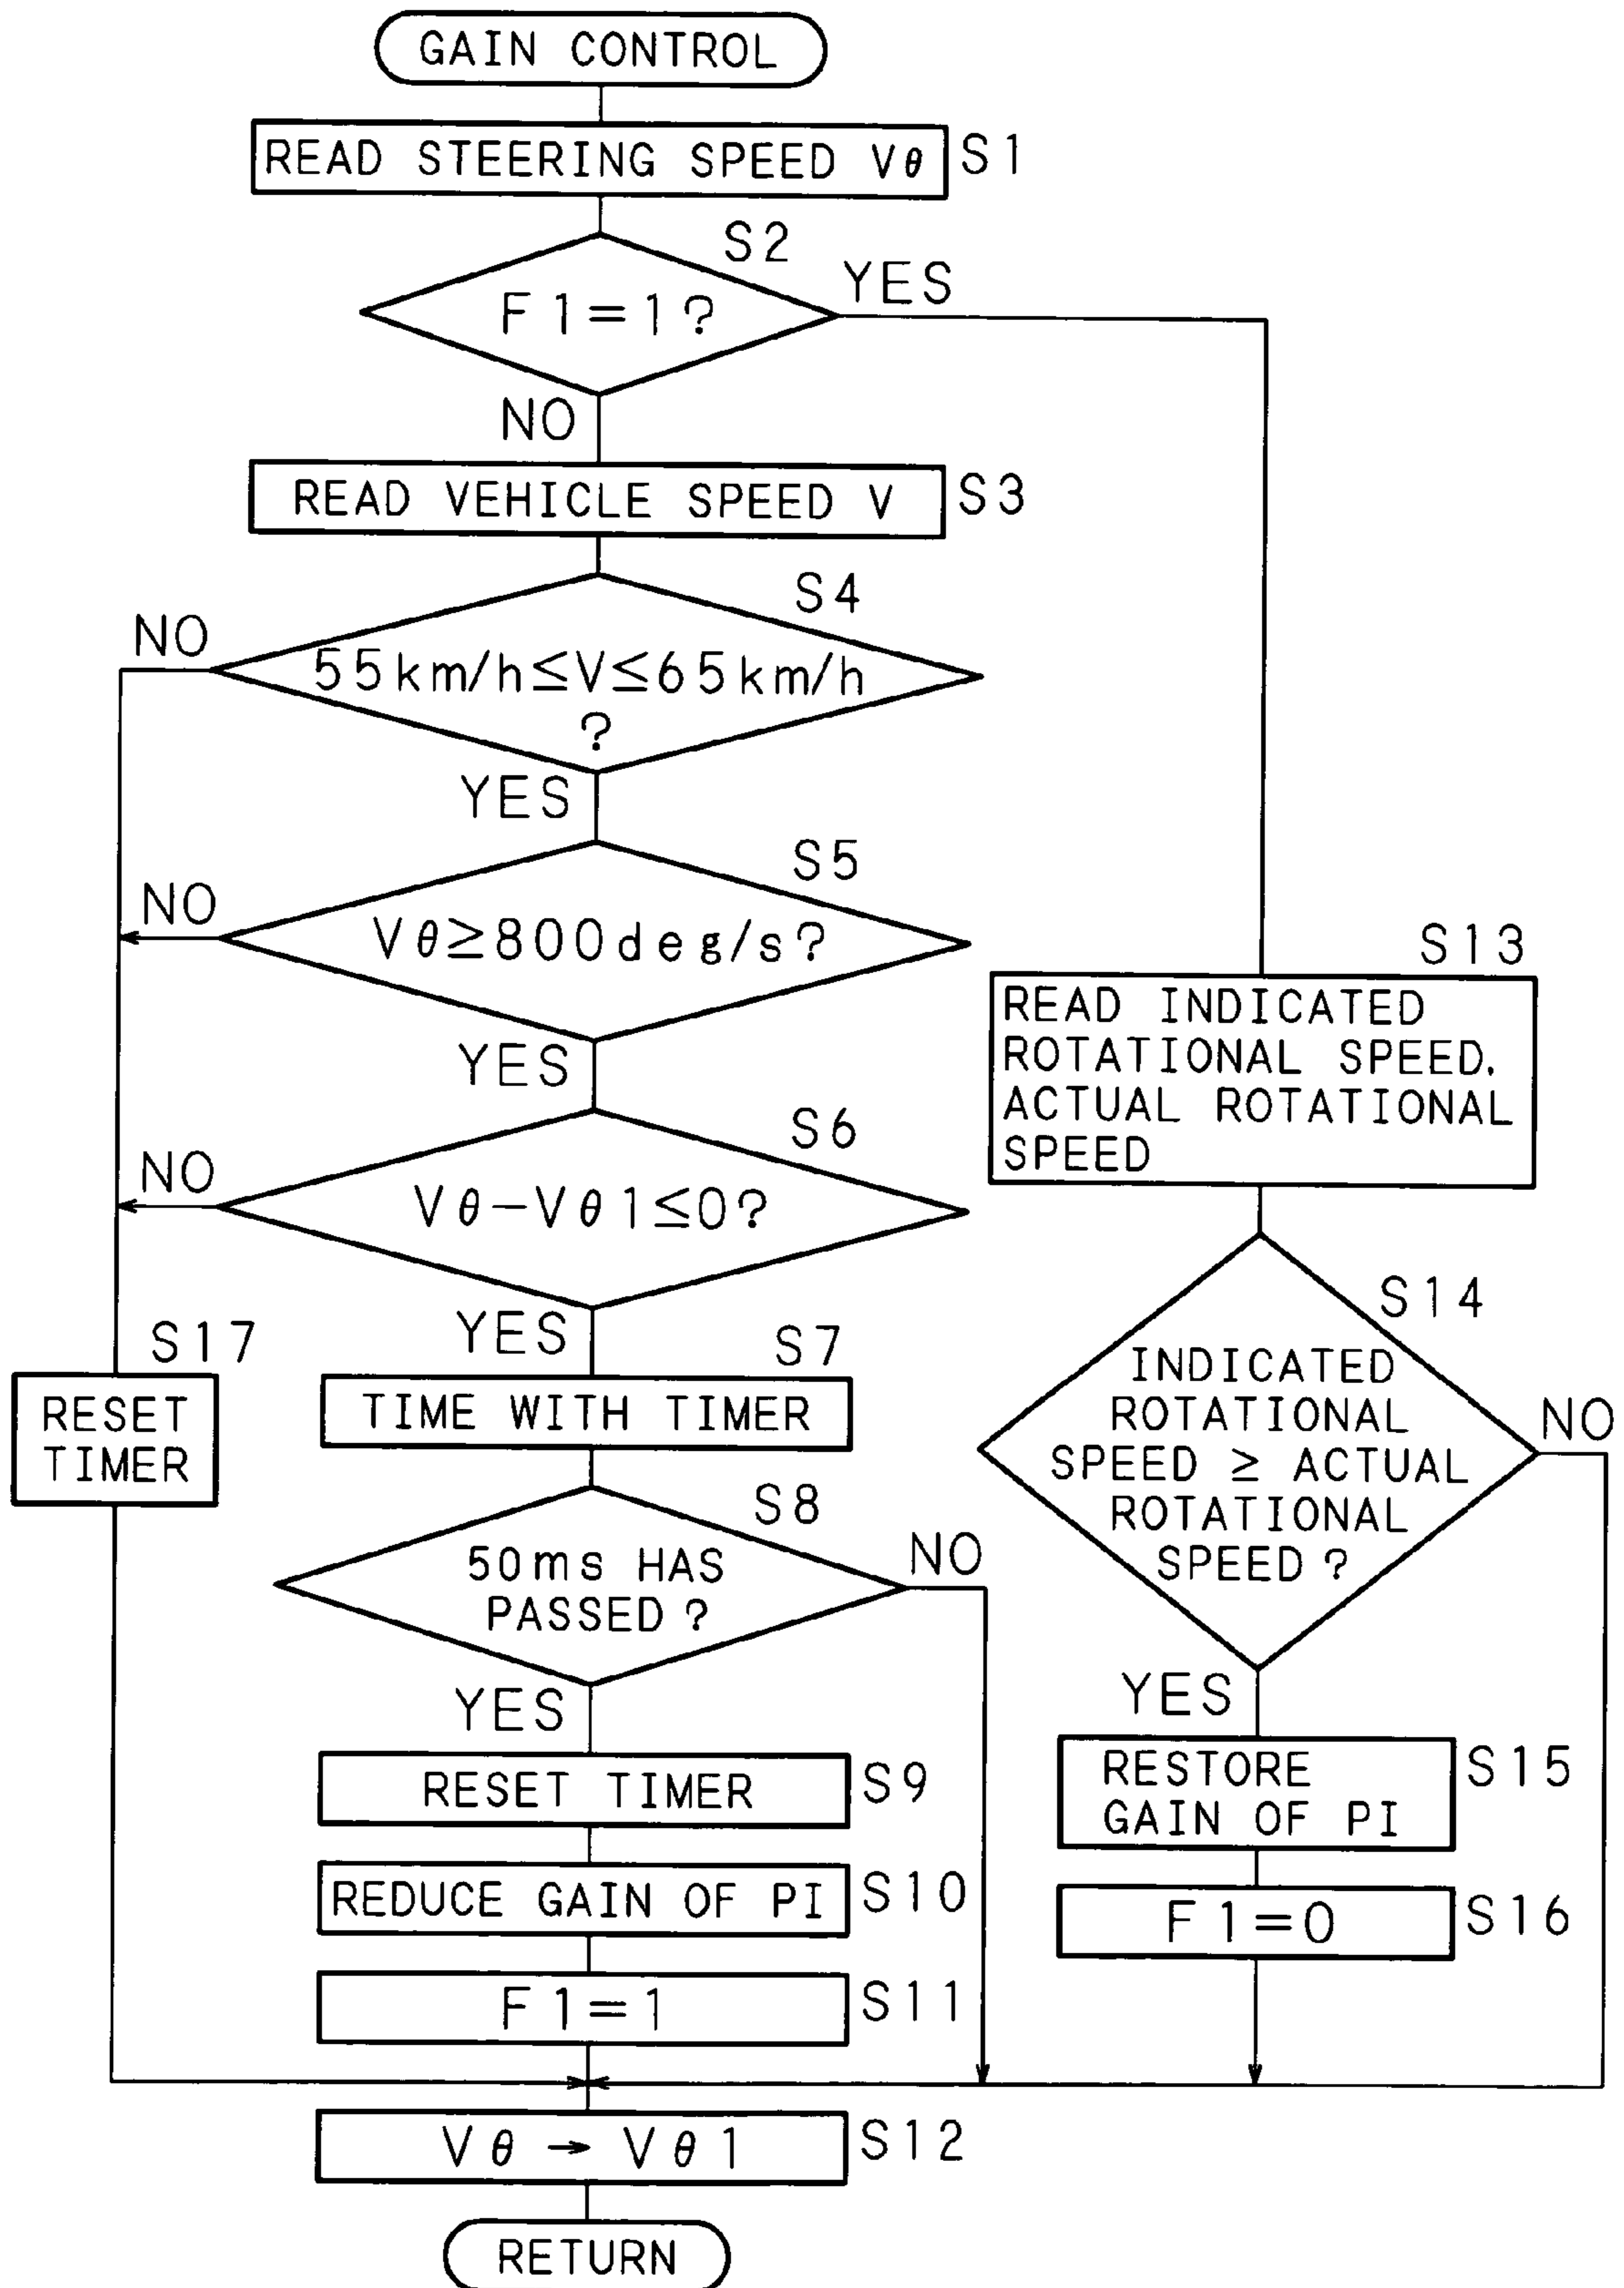 GAIN CONTROL
READ STEERING SPEED Vθ
S1
S2
F1=1?
YES
NO
READ VEHICLE SPEED V
S3
S4
NO
55km/h≤V≤65km/h
?
YES
S5
NO
Vθ≥800deg/s?
YES
S6
NO
Vθ-Vθ1≤0?
YES
S7
TIME WITH TIMER
S17
RESET
TIMER
S8
50ms HAS
PASSED?
NO
YES
RESET TIMER
S9
REDUCE GAIN OF PI
S10
F1=1
S11
S13
READ INDICATED
ROTATIONAL SPEED.
ACTUAL ROTATIONAL
SPEED
S14
INDICATED
ROTATIONAL
SPEED ≥ ACTUAL
ROTATIONAL
SPEED?
NO
YES
RESTORE
GAIN OF PI
S15
F1=0
S16
Vθ → Vθ1
S12
RETURN